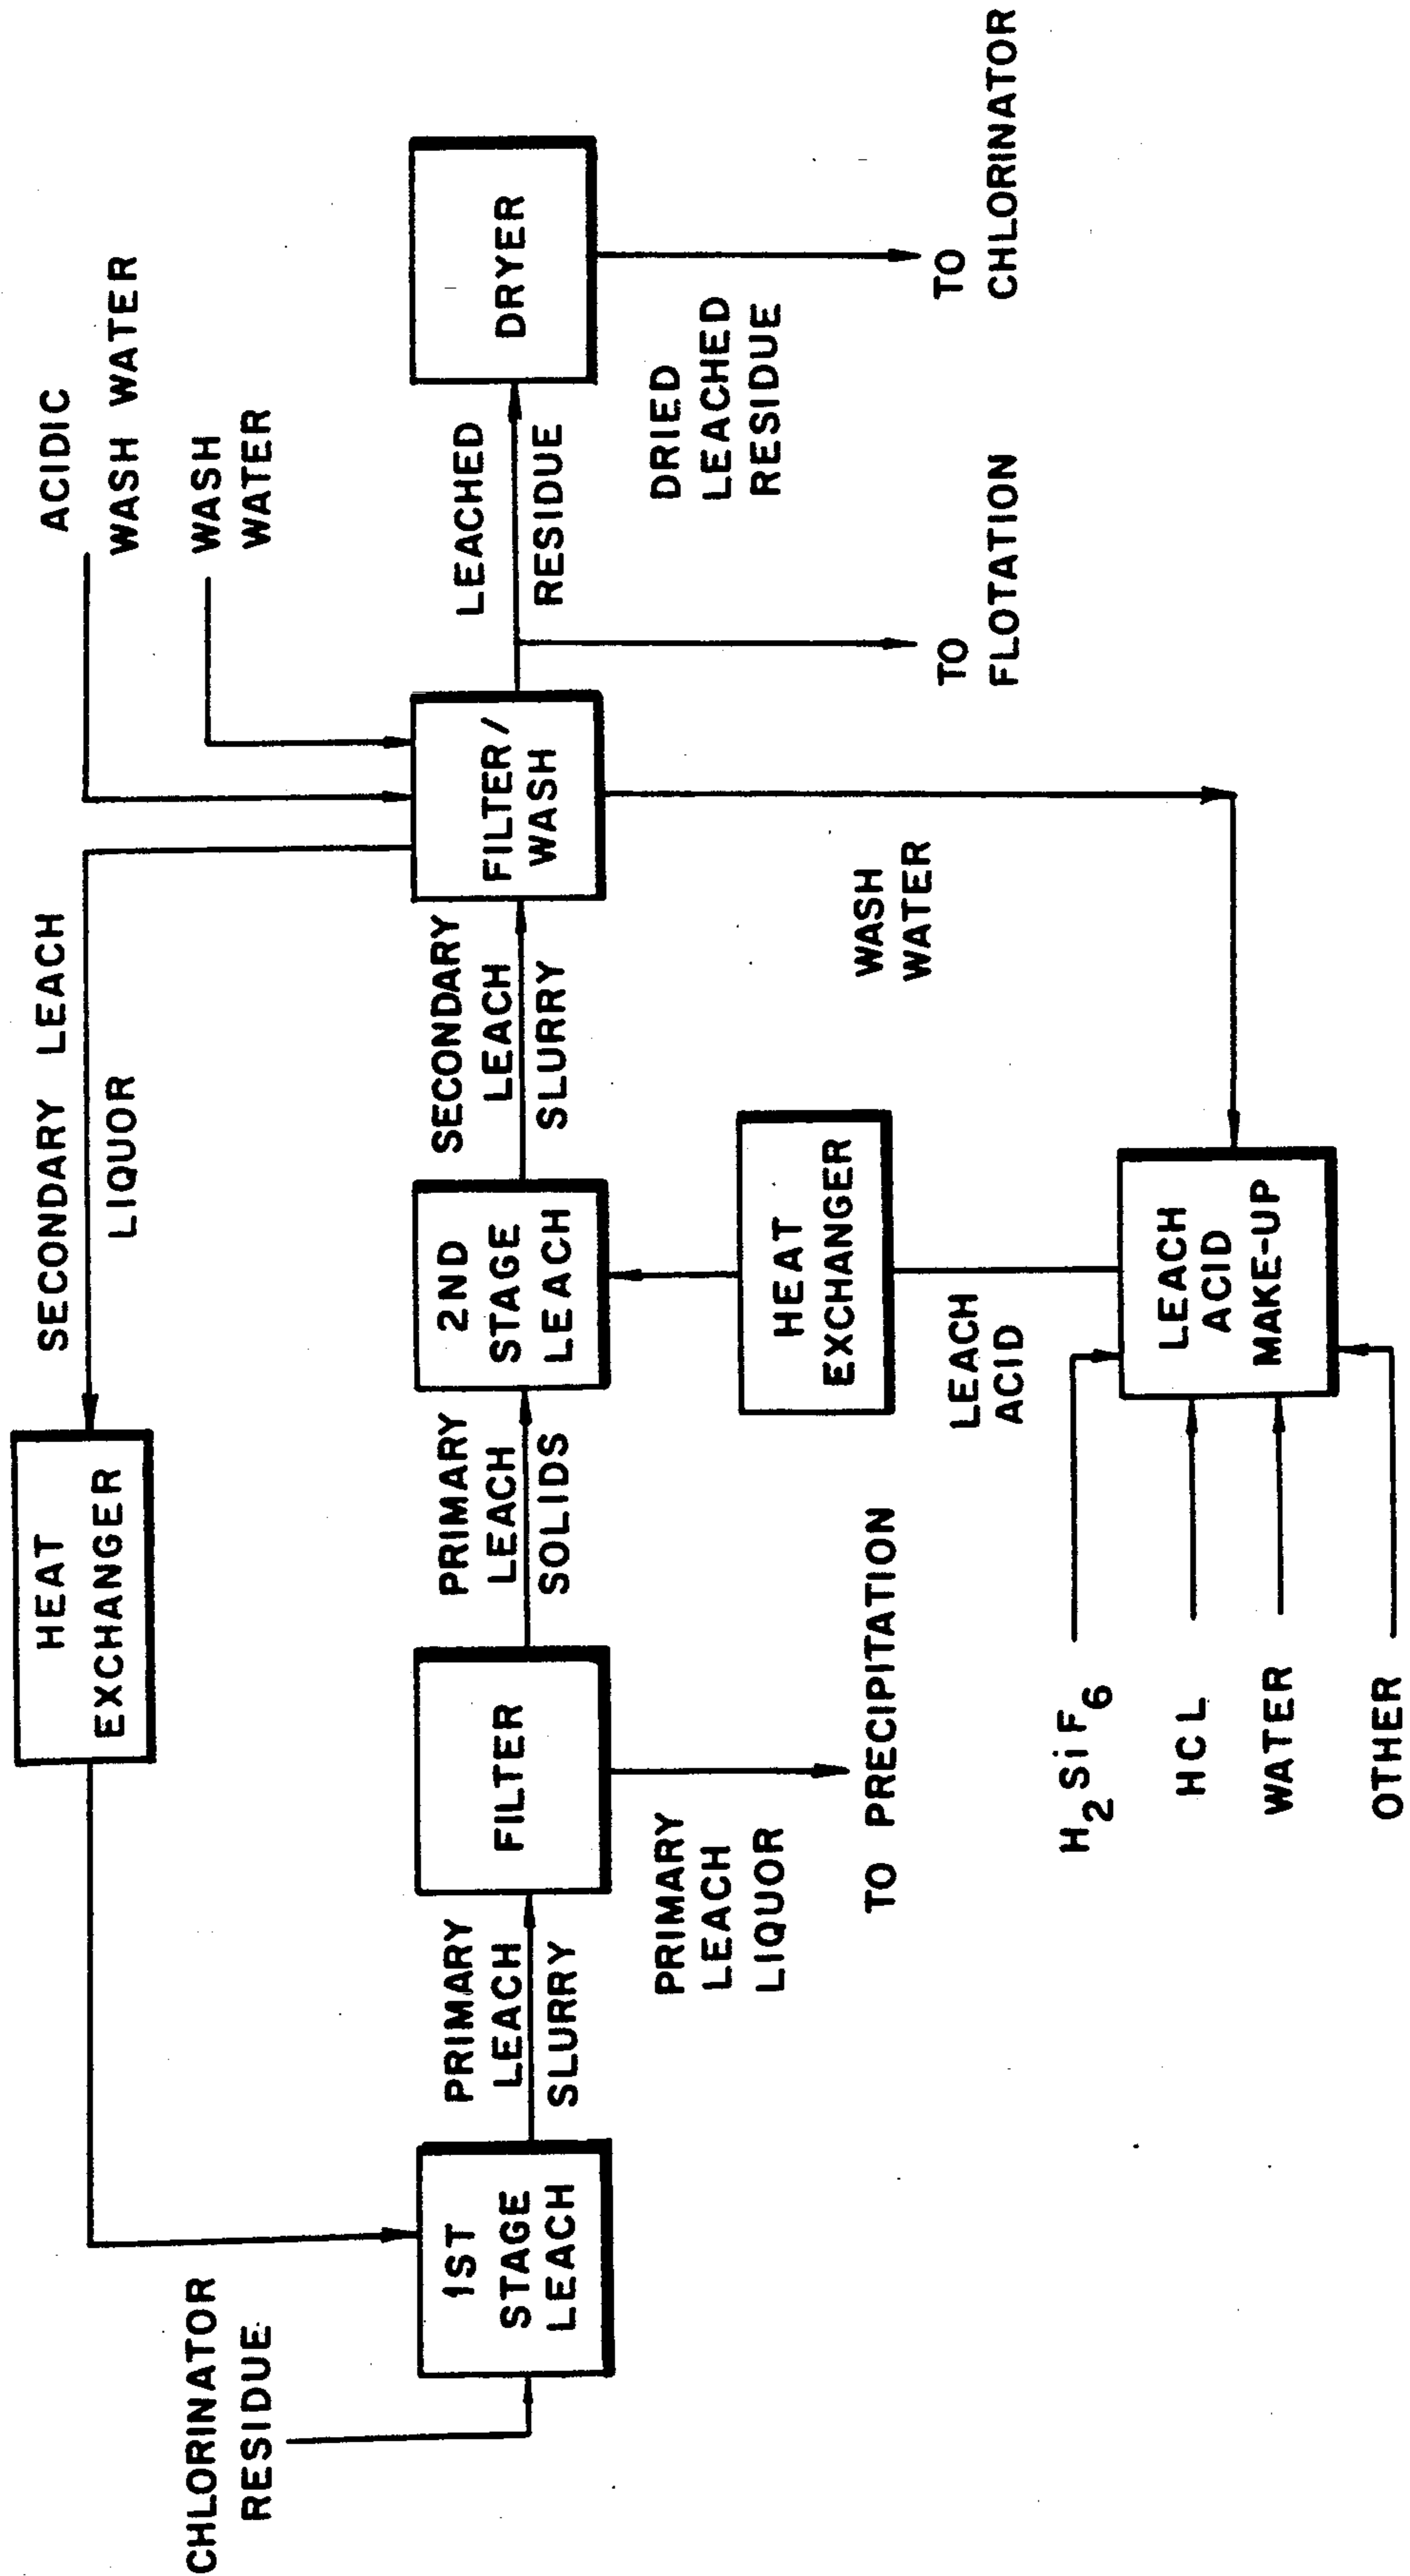 CHLORINATOR
RESIDUE
1ST
STAGE
LEACH
PRIMARY
LEACH
SLURRY
FILTER
PRIMARY
LEACH
LIQUOR
TO PRECIPITATION
PRIMARY
LEACH
SOLIDS
2ND
STAGE
LEACH
SECONDARY
LEACH
SLURRY
FILTER/
WASH
LEACHED
RESIDUE
DRYER
DRIED
LEACHED
RESIDUE
TO
CHLORINATOR
TO
FLOTATION
ACIDIC
WASH WATER
WASH
WATER
SECONDARY LEACH
LIQUOR
HEAT
EXCHANGER
WASH
WATER
HEAT
EXCHANGER
LEACH
ACID
LEACH
ACID
MAKE-UP
H2SiF6
HCL
WATER
OTHER